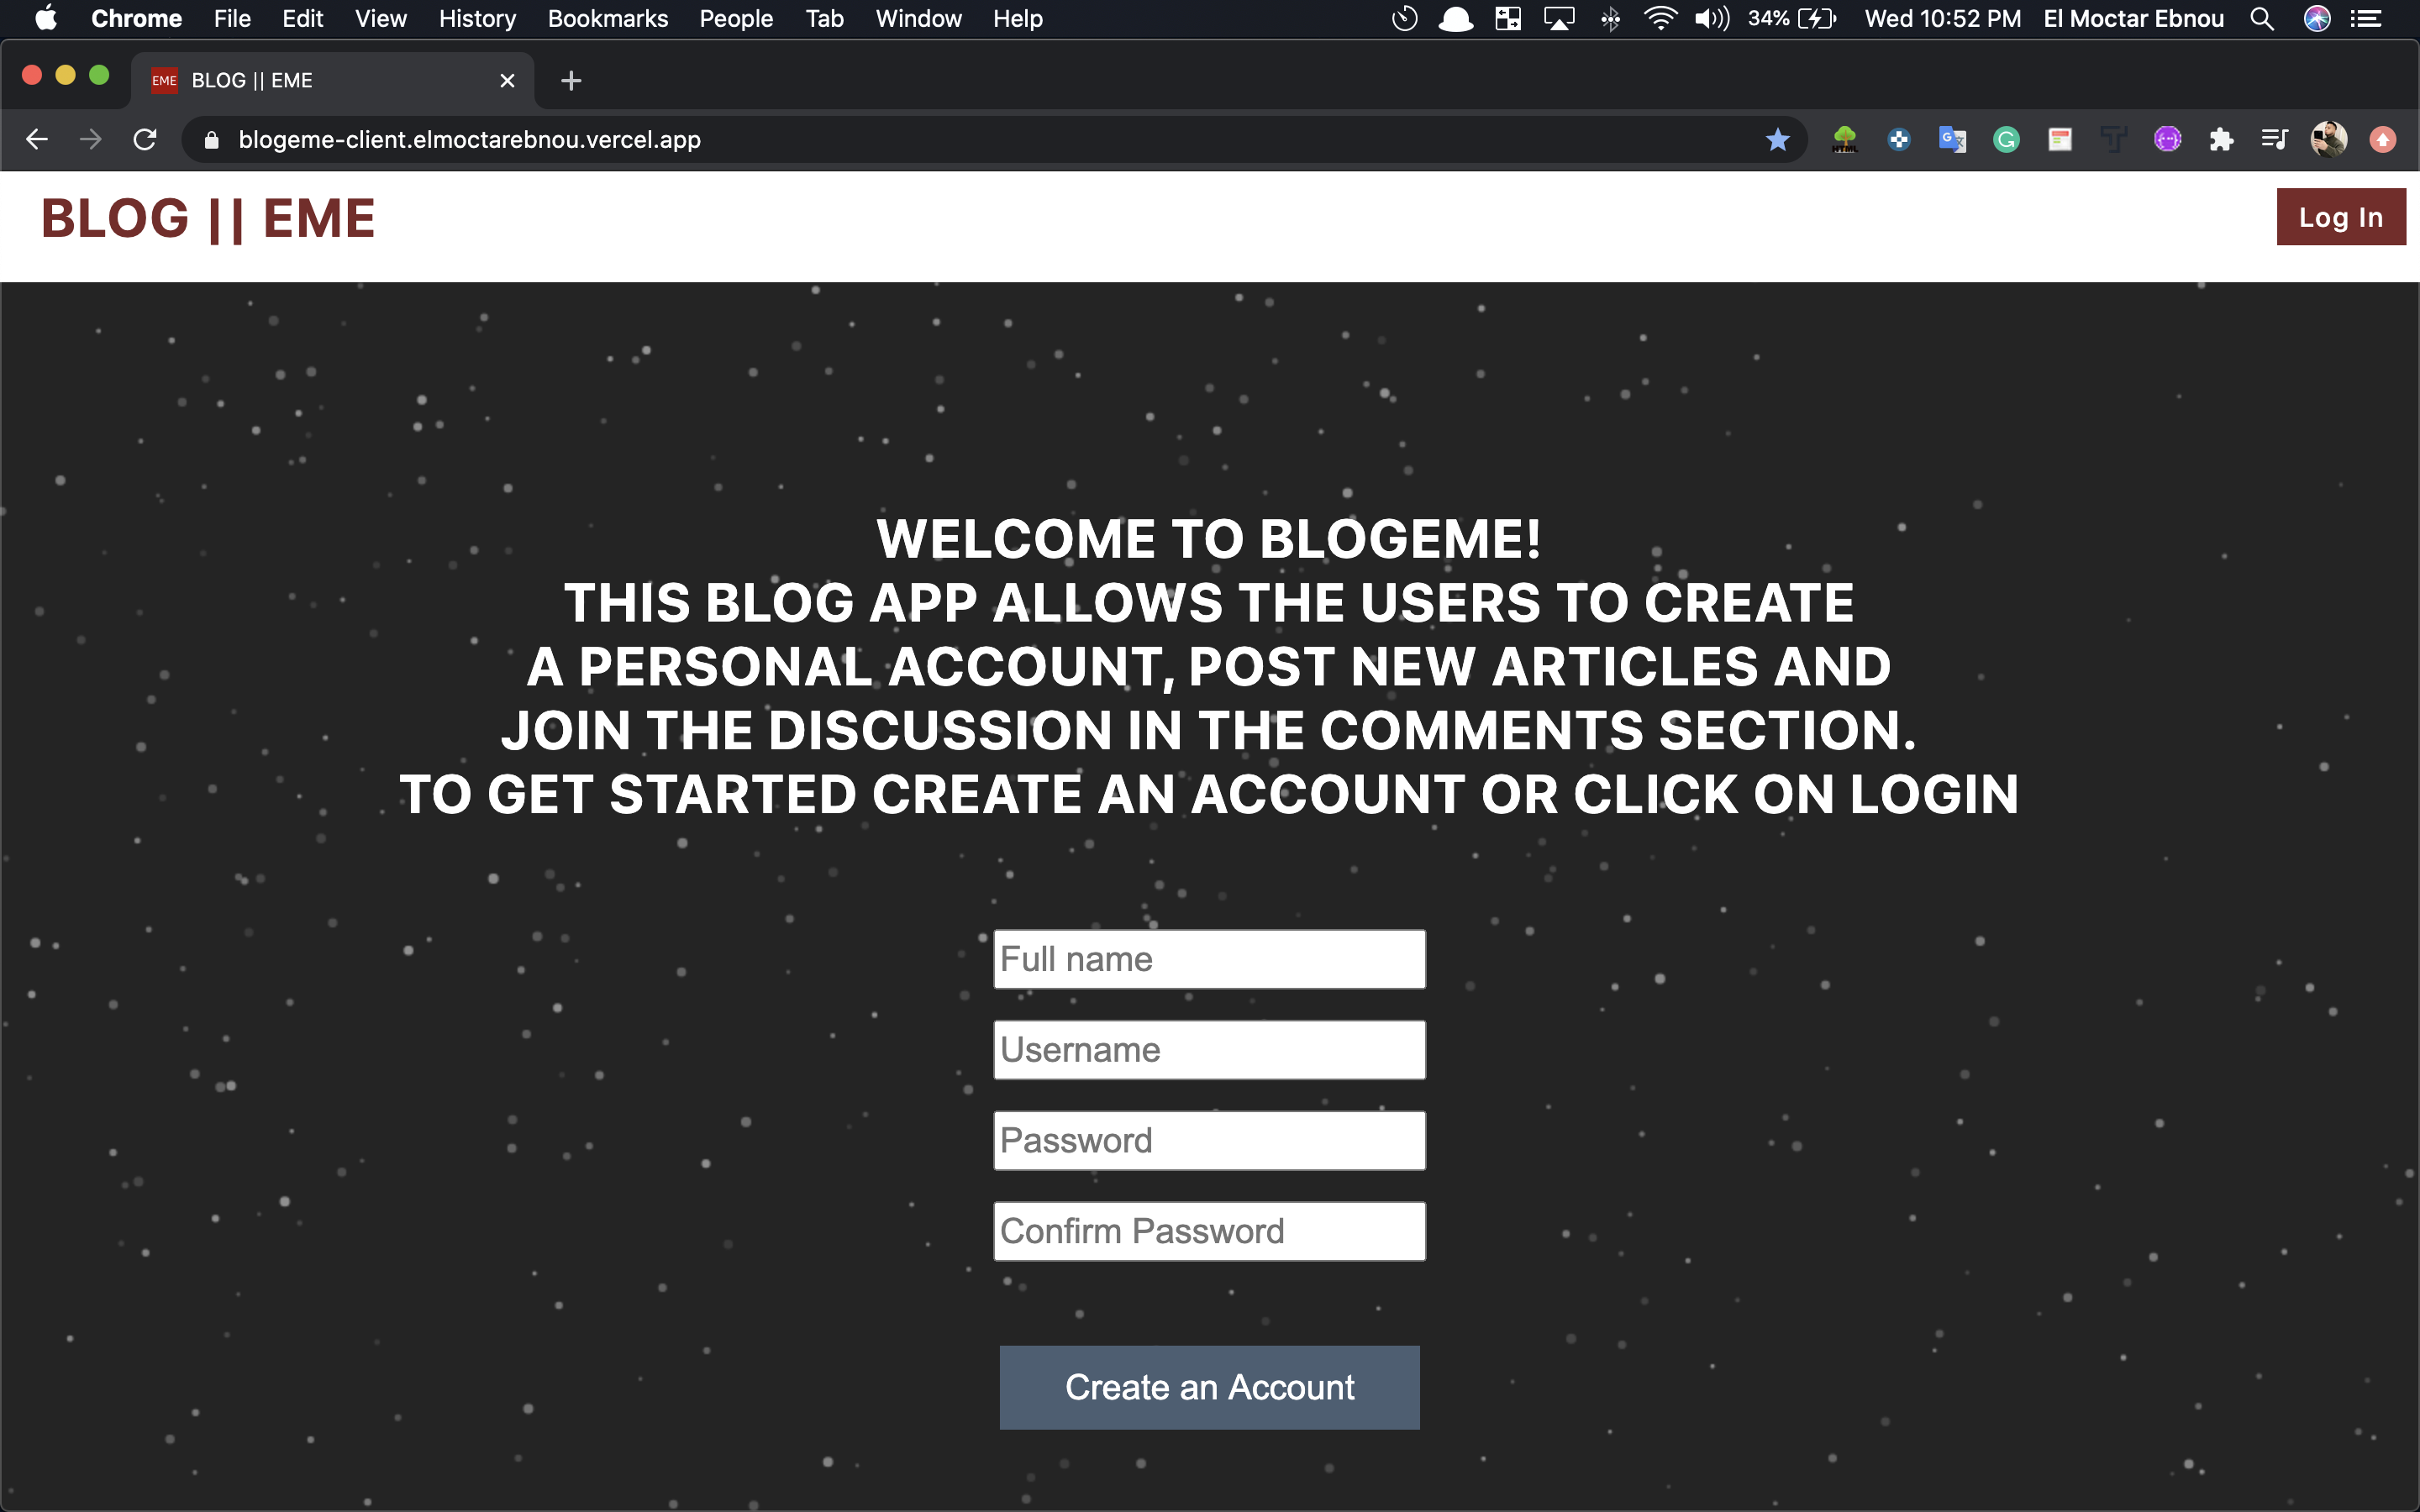 Chrome File Edit View History Bookmarks People Tab Window Help 34% Wed 10:52 PM El Moctar Ebnou
EME BLOG || EME
blogeme-client.elmoctarebnou.vercel.app
BLOG || EME
Log In
WELCOME TO BLOGEME!
THIS BLOG APP ALLOWS THE USERS TO CREATE
A PERSONAL ACCOUNT, POST NEW ARTICLES AND
JOIN THE DISCUSSION IN THE COMMENTS SECTION.
TO GET STARTED CREATE AN ACCOUNT OR CLICK ON LOGIN
Full name
Username
Password
Confirm Password
Create an Account